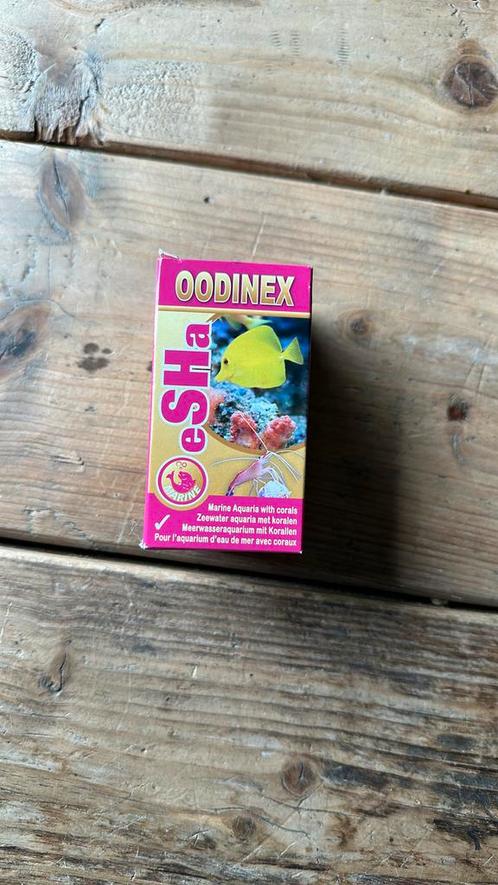 OODINEX
eSHa
MARINE
Marine Aquaria with corals
Zeewater aquaria met koralen
Meerwasseraquarium mit Korallen
Pour l'aquarium d'eau de mer avec coraux